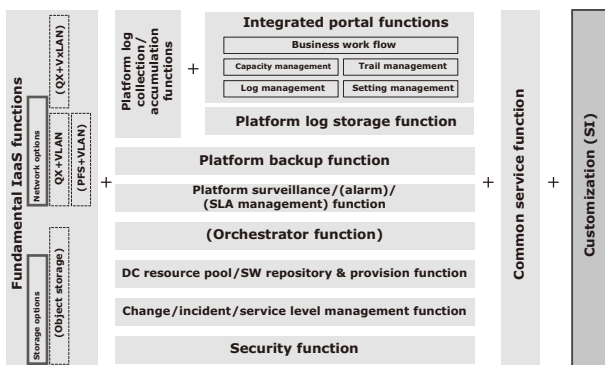 Fundamental IaaS functions
Network options
(QX+VxLAN)
QX+VLAN
(PFS+VLAN)
Storage options
(Object storage)
+
Platform log
collection/
accumulation
functions
+
Integrated portal functions
Business work flow
Capacity management
Trail management
Log management
Setting management
Platform log storage function
Platform backup function
Platform surveillance/(alarm)/
(SLA management) function
(Orchestrator function)
DC resource pool/SW repository & provision function
Change/incident/service level management function
Security function
+
Common service function
+
Customization (SI)